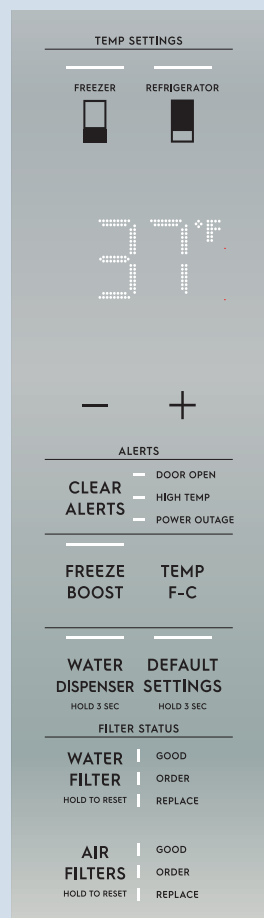 TEMP SETTINGS
FREEZER REFRIGERATOR
37°F
− +
ALERTS
CLEAR ALERTS
DOOR OPEN
HIGH TEMP
POWER OUTAGE
FREEZE BOOST
TEMP F-C
WATER DISPENSER
HOLD 3 SEC
DEFAULT SETTINGS
HOLD 3 SEC
FILTER STATUS
WATER FILTER
HOLD TO RESET
GOOD
ORDER
REPLACE
AIR FILTERS
HOLD TO RESET
GOOD
ORDER
REPLACE